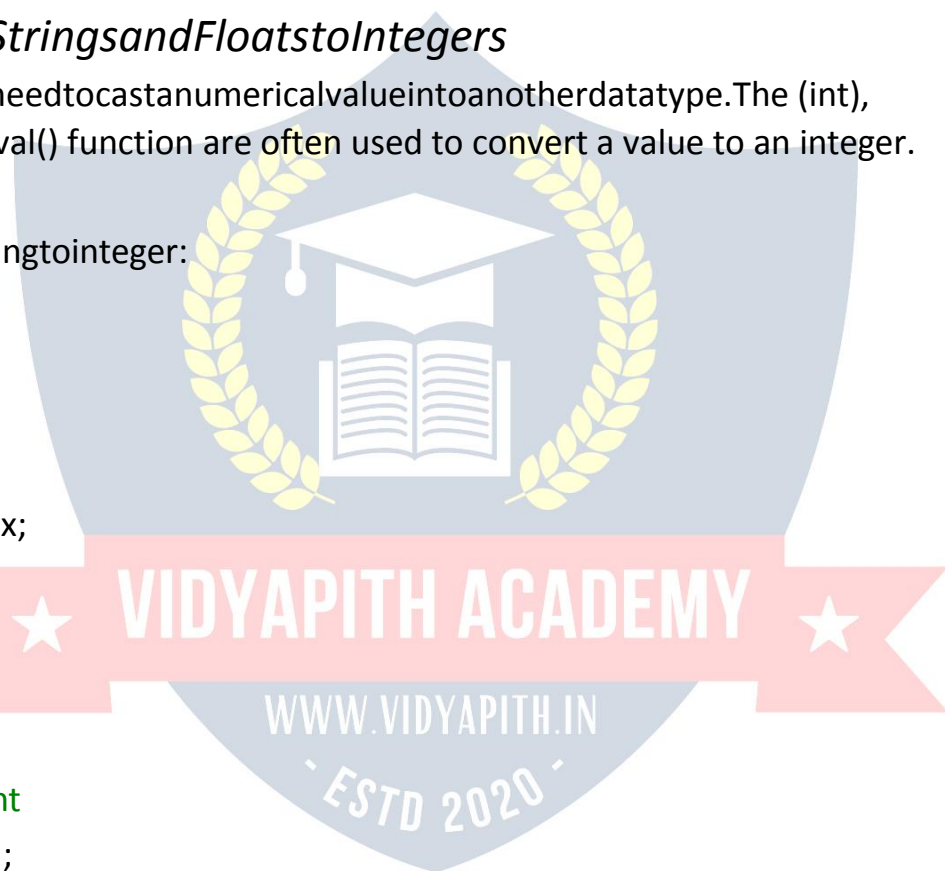 StringsandFloatstoIntegers
needtocastanumericalvalueintoanotherdatatype.The (int),
val() function are often used to convert a value to an integer.
ngtointeger:
x;
VIDYAPITH ACADEMY
WWW.VIDYAPITH.IN
- ESTD 2020 -
nt
;